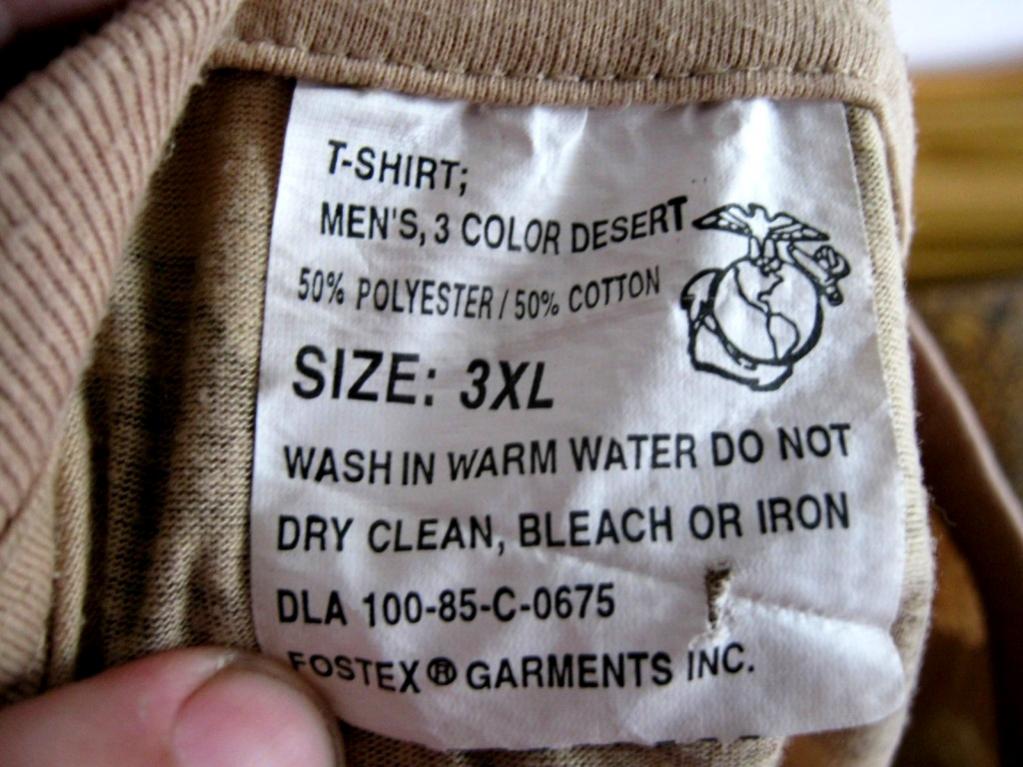 T-SHIRT;
MEN'S, 3 COLOR DESERT
50% POLYESTER / 50% COTTON
SIZE: 3XL
WASH IN WARM WATER DO NOT
DRY CLEAN, BLEACH OR IRON
DLA 100-85-C-0675
FOSTEX® GARMENTS INC.